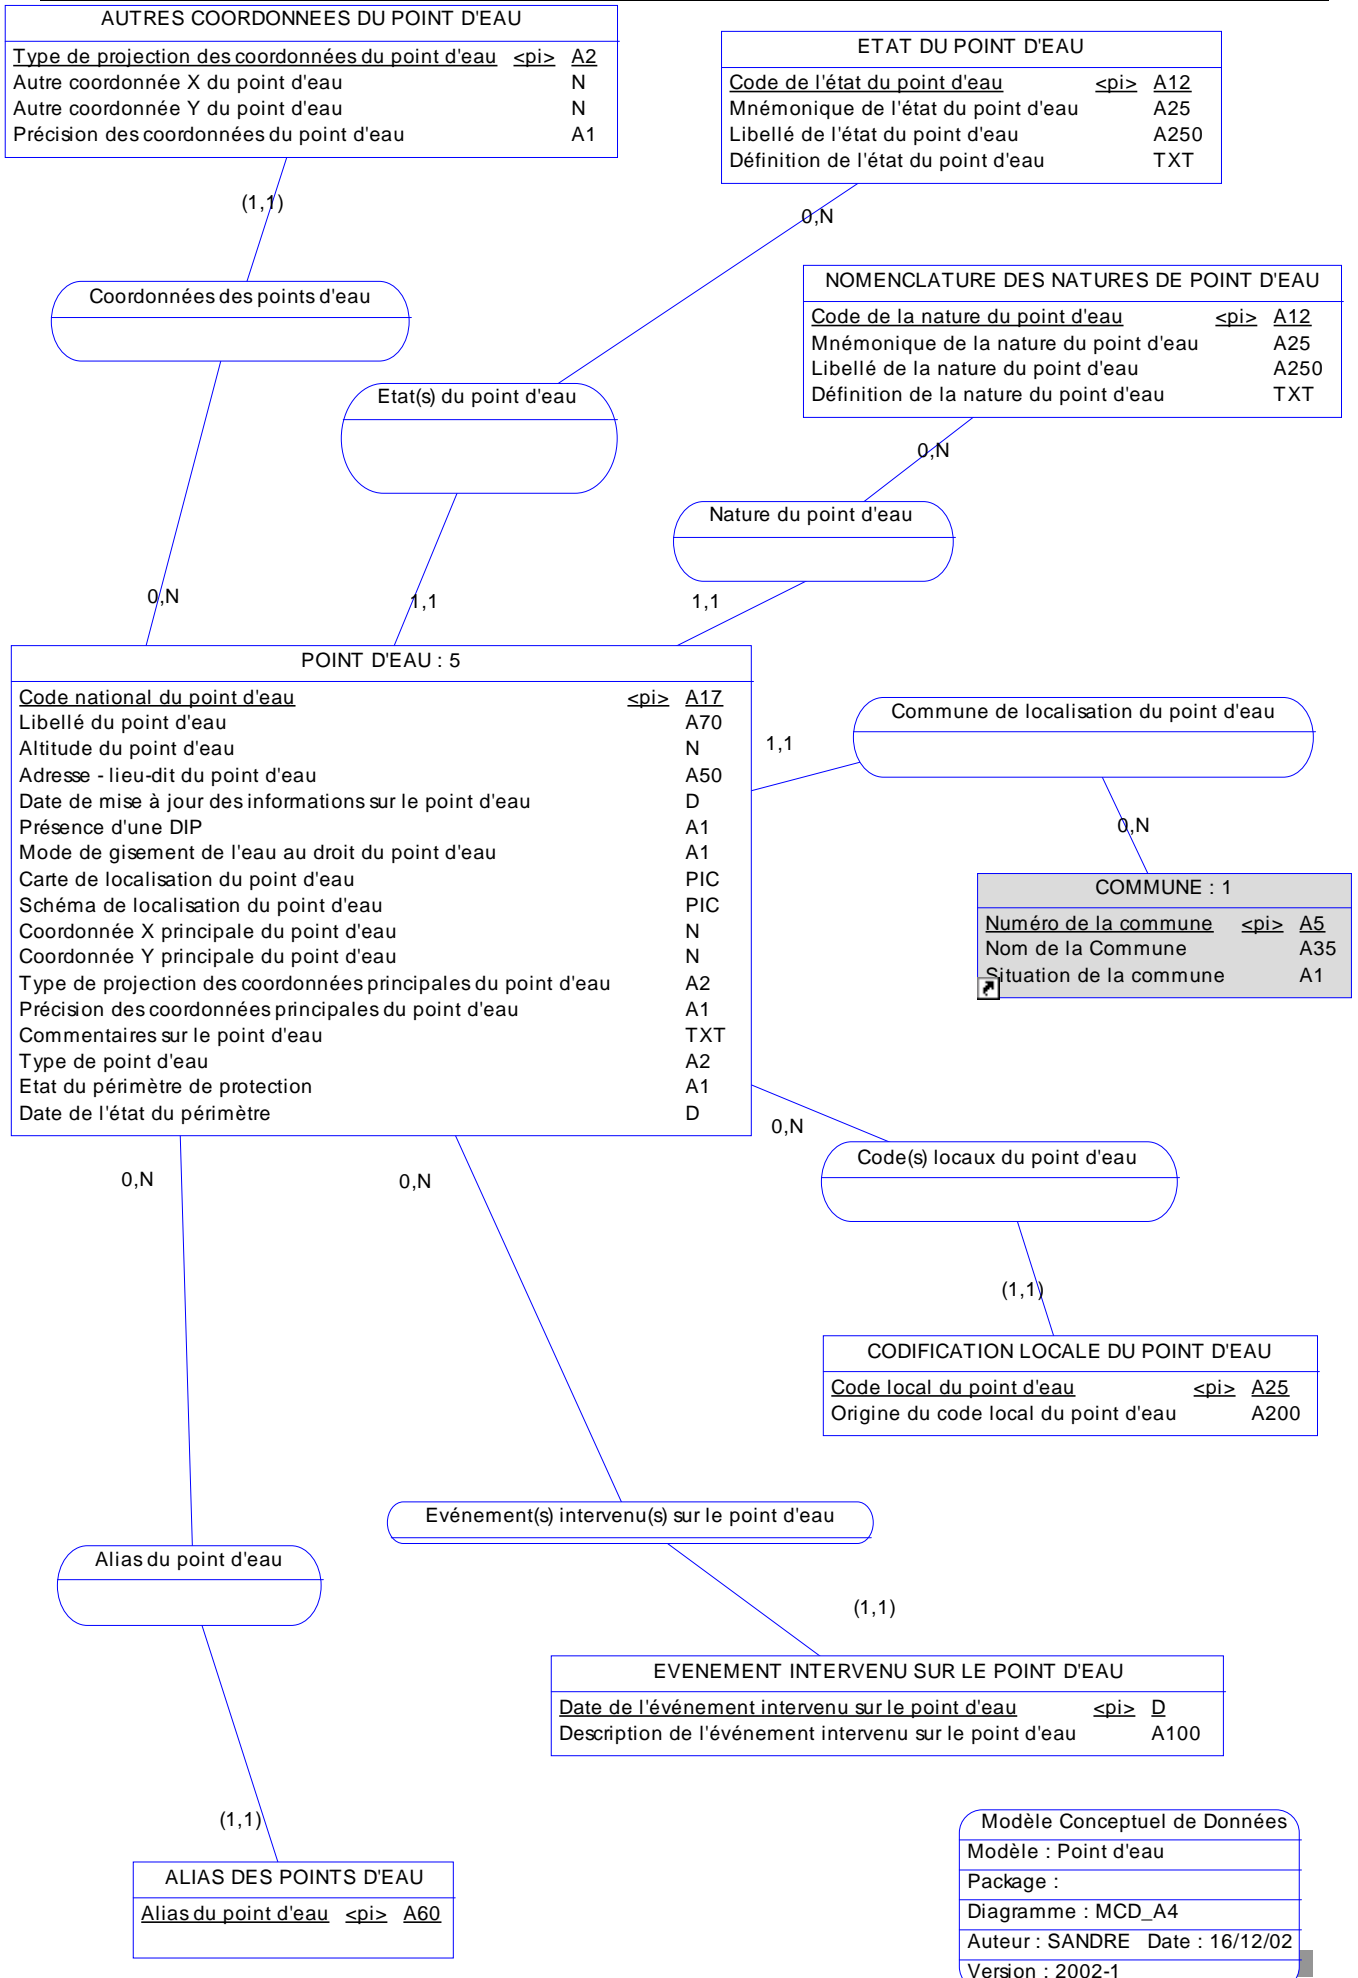 AUTRES COORDONNEES DU POINT D'EAU
Type de projection des coordonnées du point d'eau <pi> A2
Autre coordonnée X du point d'eau N
Autre coordonnée Y du point d'eau N
Précision des coordonnées du point d'eau A1
ETAT DU POINT D'EAU
Code de l'état du point d'eau <pi> A12
Mnémonique de l'état du point d'eau A25
Libellé de l'état du point d'eau A250
Définition de l'état du point d'eau TXT
(1,1)
0,N
NOMENCLATURE DES NATURES DE POINT D'EAU
Code de la nature du point d'eau <pi> A12
Mnémonique de la nature du point d'eau A25
Libellé de la nature du point d'eau A250
Définition de la nature du point d'eau TXT
Coordonnées des points d'eau
Etat(s) du point d'eau
0,N
Nature du point d'eau
0,N
1,1
1,1
POINT D'EAU : 5
Code national du point d'eau <pi> A17
Libellé du point d'eau A70
Altitude du point d'eau N
Adresse - lieu-dit du point d'eau A50
Date de mise à jour des informations sur le point d'eau D
Présence d'une DIP A1
Mode de gisement de l'eau au droit du point d'eau A1
Carte de localisation du point d'eau PIC
Schéma de localisation du point d'eau PIC
Coordonnée X principale du point d'eau N
Coordonnée Y principale du point d'eau N
Type de projection des coordonnées principales du point d'eau A2
Précision des coordonnées principales du point d'eau A1
Commentaires sur le point d'eau TXT
Type de point d'eau A2
Etat du périmètre de protection A1
Date de l'état du périmètre D
Commune de localisation du point d'eau
1,1
0,N
COMMUNE : 1
Numéro de la commune <pi> A5
Nom de la Commune A35
Situation de la commune A1
0,N
Code(s) locaux du point d'eau
0,N
0,N
(1,1)
CODIFICATION LOCALE DU POINT D'EAU
Code local du point d'eau <pi> A25
Origine du code local du point d'eau A200
Evénement(s) intervenu(s) sur le point d'eau
Alias du point d'eau
(1,1)
EVENEMENT INTERVENU SUR LE POINT D'EAU
Date de l'événement intervenu sur le point d'eau <pi> D
Description de l'événement intervenu sur le point d'eau A100
(1,1)
ALIAS DES POINTS D'EAU
Alias du point d'eau <pi> A60
Modèle Conceptuel de Données
Modèle : Point d'eau
Package :
Diagramme : MCD_A4
Auteur : SANDRE Date : 16/12/02
Version : 2002-1